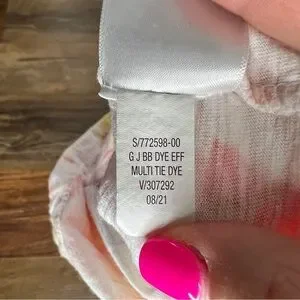 S/772598-00
G J BB DYE EFF
MULTI TIE DYE
V/307292
08/21